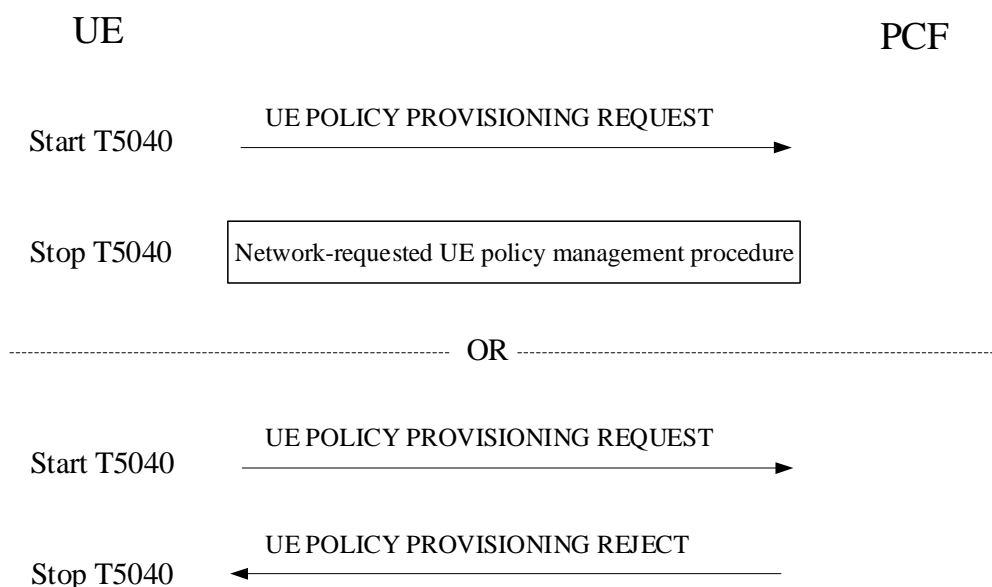 UE
PCF
UE POLICY PROVISIONING REQUEST
Start T5040
Stop T5040
Network-requested UE policy management procedure
OR
UE POLICY PROVISIONING REQUEST
Start T5040
UE POLICY PROVISIONING REJECT
Stop T5040